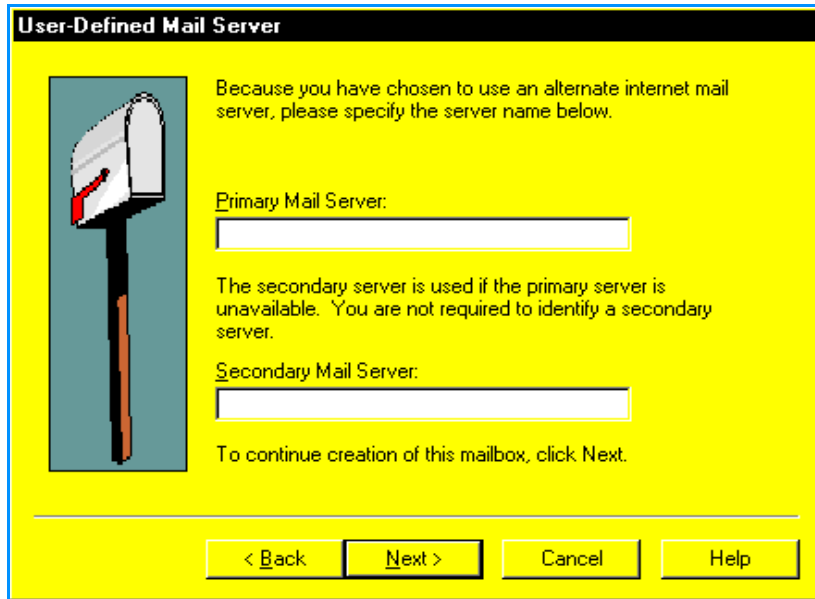 User-Defined Mail Server
Because you have chosen to use an alternate internet mail
server, please specify the server name below.
Primary Mail Server:
The secondary server is used if the primary server is
unavailable.  You are not required to identify a secondary
server.
Secondary Mail Server:
To continue creation of this mailbox, click Next.
< Back
Next >
Cancel
Help